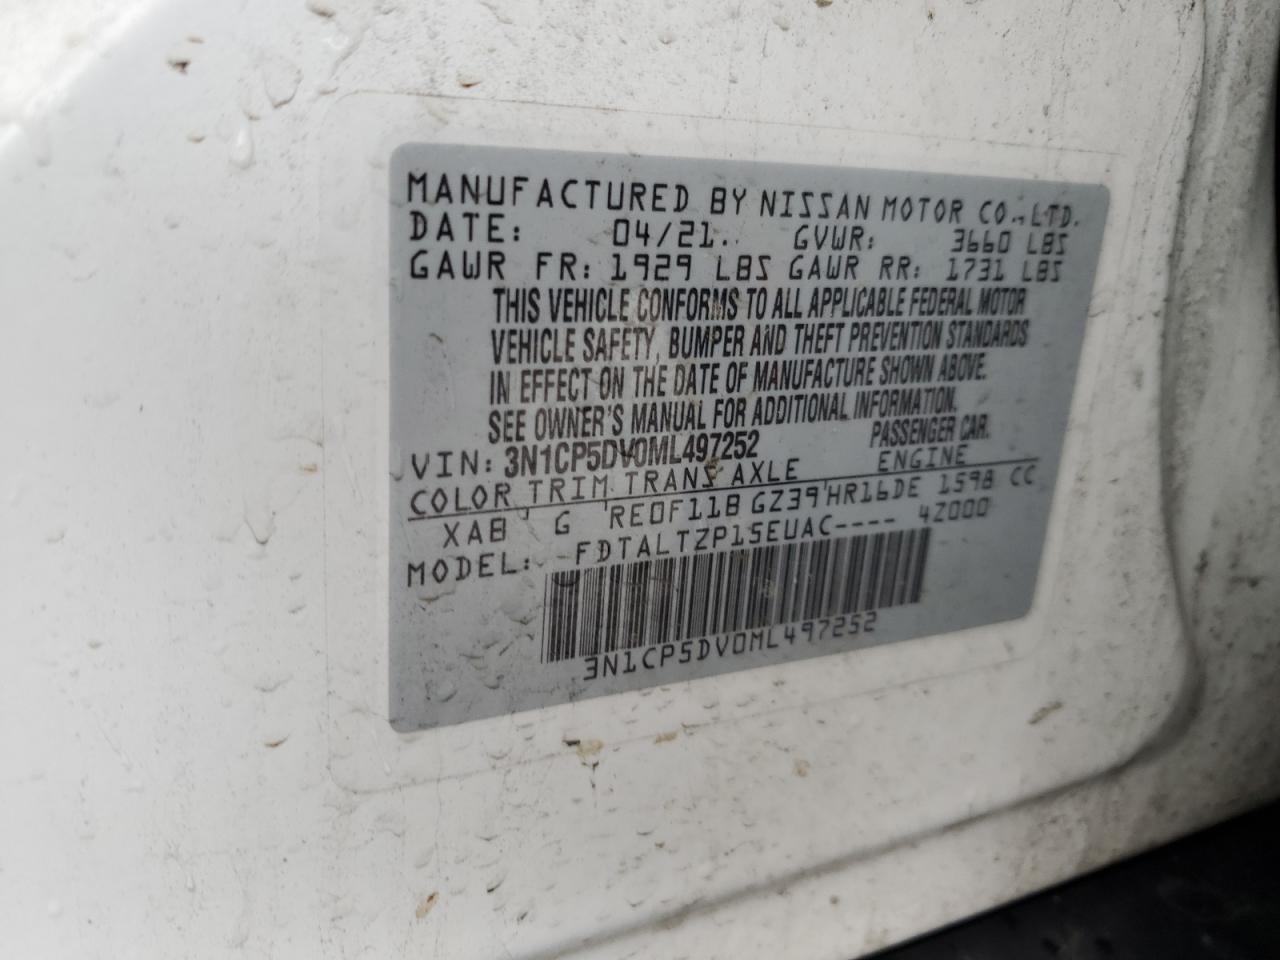 MANUFACTURED BY NISSAN MOTOR CO., LTD.
DATE: 04/21 GVWR: 3660 LBS
GAWR FR: 1929 LBS GAWR RR: 1731 LBS
THIS VEHICLE CONFORMS TO ALL APPLICABLE FEDERAL MOTOR
VEHICLE SAFETY, BUMPER AND THEFT PREVENTION STANDARDS
IN EFFECT ON THE DATE OF MANUFACTURE SHOWN ABOVE.
SEE OWNER'S MANUAL FOR ADDITIONAL INFORMATION.
VIN: 3N1CP5DV0ML497252 PASSENGER CAR.
COLOR TRIM TRANS AXLE ENGINE
XAB G RE0F11B GZ39 HR16DE 1598 CC
MODEL: FDTALTZP15EUAC---- 4Z000
3N1CP5DV0ML497252